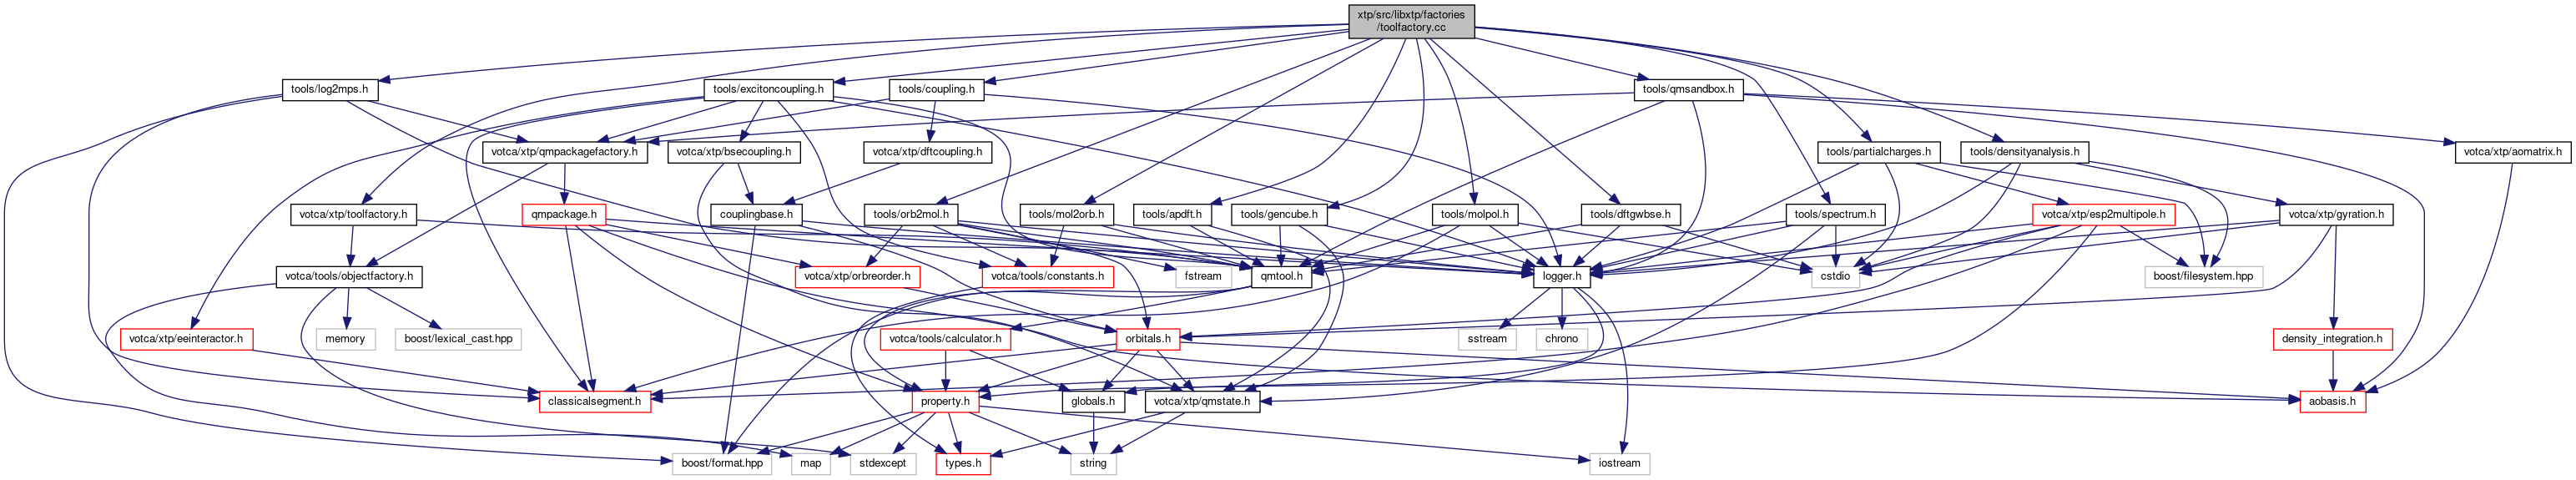 xtp/src/libxtp/factories
/toolfactory.cc
tools/log2mps.h
tools/excitoncoupling.h
tools/coupling.h
tools/qmsandbox.h
votca/xtp/qmpackagefactory.h
votca/xtp/bsecoupling.h
votca/xtp/dftcoupling.h
tools/partialcharges.h
tools/densityanalysis.h
votca/xtp/aomatrix.h
votca/xtp/toolfactory.h
qmpackage.h
couplingbase.h
tools/orb2mol.h
tools/mol2orb.h
tools/apdft.h
tools/gencube.h
tools/molpol.h
tools/dftgwbse.h
tools/spectrum.h
votca/xtp/esp2multipole.h
votca/xtp/gyration.h
votca/tools/objectfactory.h
votca/xtp/orbreorder.h
votca/tools/constants.h
fstream
qmtool.h
logger.h
cstdio
boost/filesystem.hpp
votca/xtp/eeinteractor.h
memory
boost/lexical_cast.hpp
votca/tools/calculator.h
orbitals.h
sstream
chrono
density_integration.h
classicalsegment.h
property.h
globals.h
votca/xtp/qmstate.h
aobasis.h
boost/format.hpp
map
stdexcept
types.h
string
iostream